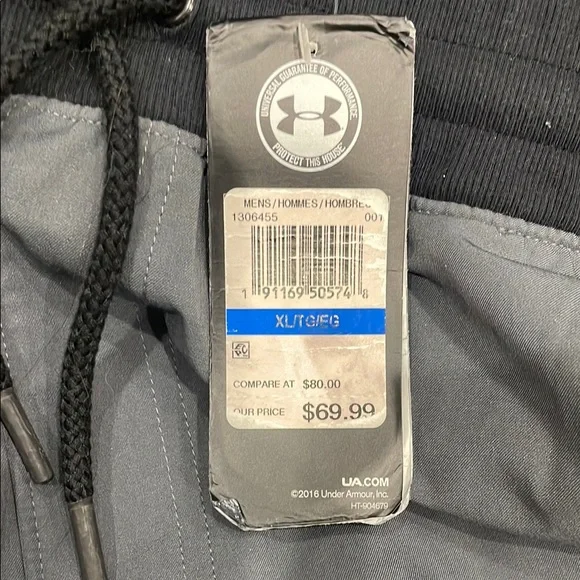 UNIVERSAL GUARANTEE OF PERFORMANCE
PROTECT THIS HOUSE
MENS/HOMMES/HOMBRES
1306455 001
1 91169 50574 8
XL/TG/EG
COMPARE AT $80.00
OUR PRICE $69.99
UA.COM
©2016 Under Armour, Inc.
HT-904679